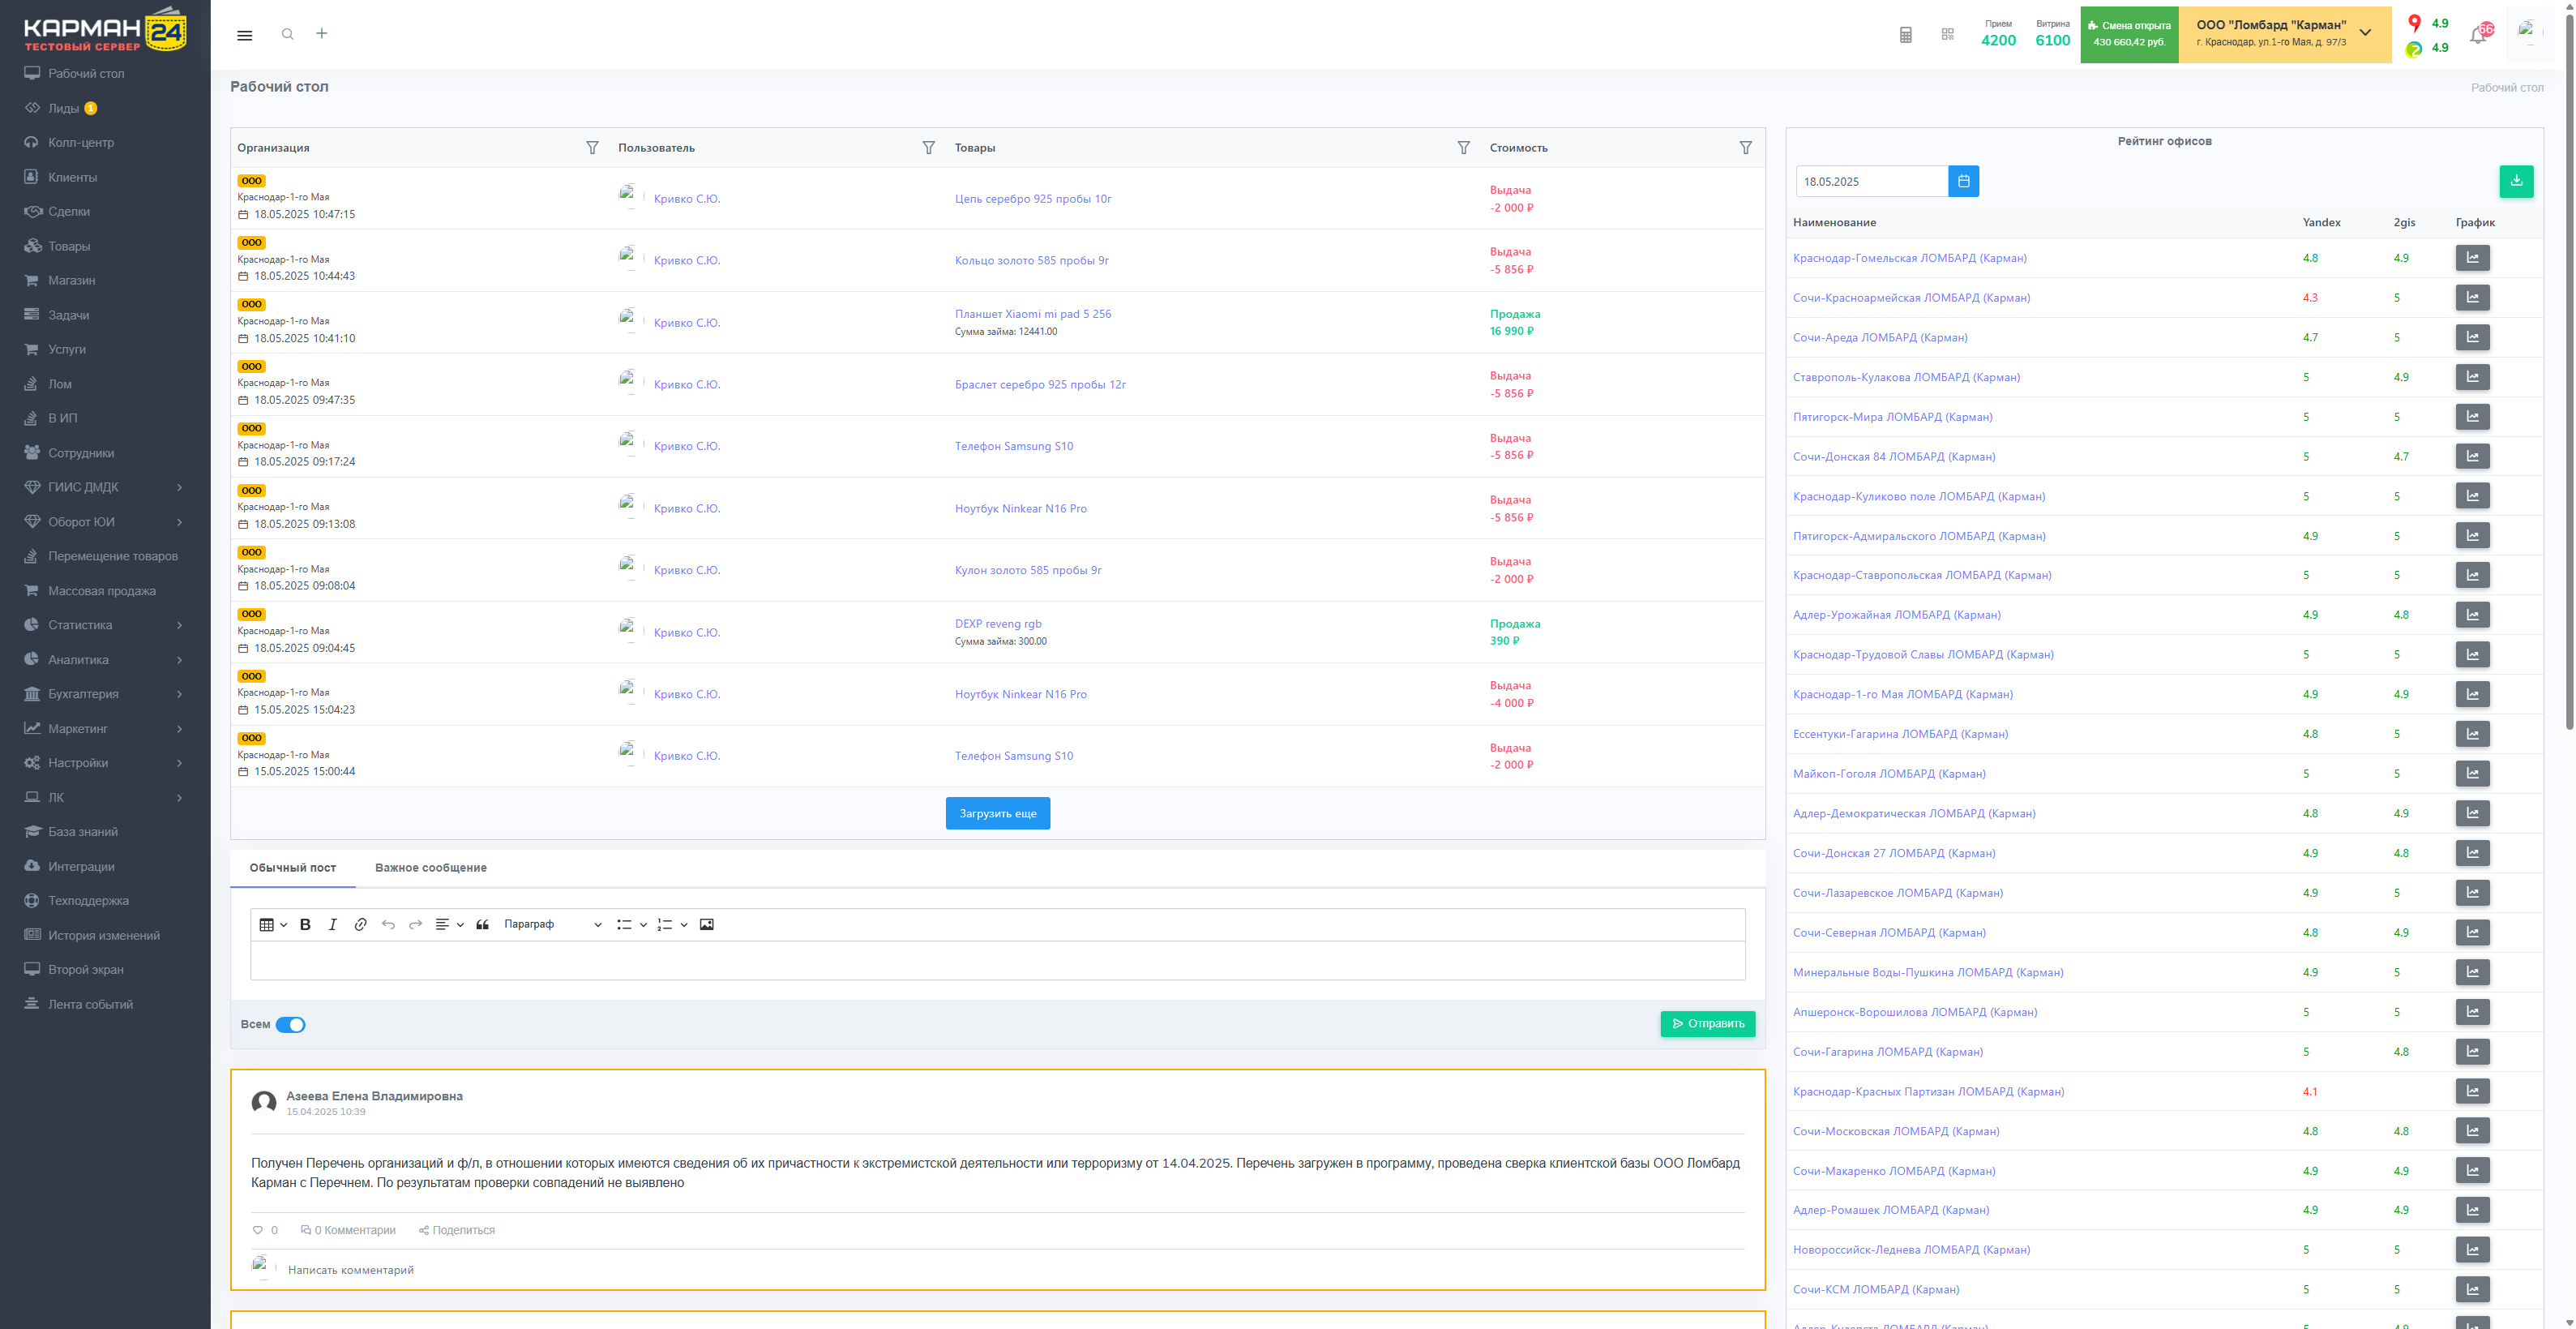 КАРМАН 24
ТЕСТОВЫЙ СЕРВЕР
Рабочий стол
Лиды 1
Колл-центр
Клиенты
Сделки
Товары
Магазин
Задачи
Услуги
Лом
В ИП
Сотрудники
ГИИС ДМДК
Оборот ЮИ
Перемещение товаров
Массовая продажа
Статистика
Аналитика
Бухгалтерия
Маркетинг
Настройки
ЛК
База знаний
Интеграции
Техподдержка
История изменений
Второй экран
Лента событий
Прием
4200
Витрина
6100
Смена открыта
430 660,42 руб.
ООО "Ломбард "Карман"
г. Краснодар, ул.1-го Мая, д. 97/3
4.9
4.9
Рабочий стол
Рабочий стол
Организация Пользователь Товары Стоимость
ООО
Краснодар-1-го Мая
18.05.2025 10:47:15
Кривко С.Ю.
Цепь серебро 925 пробы 10г
Выдача
-2 000 ₽
ООО
Краснодар-1-го Мая
18.05.2025 10:44:43
Кривко С.Ю.
Кольцо золото 585 пробы 9г
Выдача
-5 856 ₽
ООО
Краснодар-1-го Мая
18.05.2025 10:41:10
Кривко С.Ю.
Планшет Xiaomi mi pad 5 256
Сумма займа: 12441.00
Продажа
16 990 ₽
ООО
Краснодар-1-го Мая
18.05.2025 09:47:35
Кривко С.Ю.
Браслет серебро 925 пробы 12г
Выдача
-5 856 ₽
ООО
Краснодар-1-го Мая
18.05.2025 09:17:24
Кривко С.Ю.
Телефон Samsung S10
Выдача
-5 856 ₽
ООО
Краснодар-1-го Мая
18.05.2025 09:13:08
Кривко С.Ю.
Ноутбук Ninkear N16 Pro
Выдача
-5 856 ₽
ООО
Краснодар-1-го Мая
18.05.2025 09:08:04
Кривко С.Ю.
Кулон золото 585 пробы 9г
Выдача
-2 000 ₽
ООО
Краснодар-1-го Мая
18.05.2025 09:04:45
Кривко С.Ю.
DEXP reveng rgb
Сумма займа: 300.00
Продажа
390 ₽
ООО
Краснодар-1-го Мая
15.05.2025 15:04:23
Кривко С.Ю.
Ноутбук Ninkear N16 Pro
Выдача
-4 000 ₽
ООО
Краснодар-1-го Мая
15.05.2025 15:00:44
Кривко С.Ю.
Телефон Samsung S10
Выдача
-2 000 ₽
Загрузить еще
Обычный пост Важное сообщение
Параграф
Всем
Отправить
Азеева Елена Владимировна
15.04.2025 10:39
Получен Перечень организаций и ф/л, в отношении которых имеются сведения об их причастности к экстремистской деятельности или терроризму от 14.04.2025. Перечень загружен в программу, проведена сверка клиентской базы ООО Ломбард
Карман с Перечнем. По результатам проверки совпадений не выявлено
0 0 Комментарии Поделиться
Написать комментарий
Рейтинг офисов
18.05.2025
Наименование Yandex 2gis График
Краснодар-Гомельская ЛОМБАРД (Карман) 4.8 4.9
Сочи-Красноармейская ЛОМБАРД (Карман) 4.3 5
Сочи-Ареда ЛОМБАРД (Карман) 4.7 5
Ставрополь-Кулакова ЛОМБАРД (Карман) 5 4.9
Пятигорск-Мира ЛОМБАРД (Карман) 5 5
Сочи-Донская 84 ЛОМБАРД (Карман) 5 4.7
Краснодар-Куликово поле ЛОМБАРД (Карман) 5 5
Пятигорск-Адмиральского ЛОМБАРД (Карман) 4.9 5
Краснодар-Ставропольская ЛОМБАРД (Карман) 5 5
Адлер-Урожайная ЛОМБАРД (Карман) 4.9 4.8
Краснодар-Трудовой Славы ЛОМБАРД (Карман) 5 5
Краснодар-1-го Мая ЛОМБАРД (Карман) 4.9 4.9
Ессентуки-Гагарина ЛОМБАРД (Карман) 4.8 5
Майкоп-Гоголя ЛОМБАРД (Карман) 5 5
Адлер-Демократическая ЛОМБАРД (Карман) 4.8 4.9
Сочи-Донская 27 ЛОМБАРД (Карман) 4.9 4.8
Сочи-Лазаревское ЛОМБАРД (Карман) 4.9 5
Сочи-Северная ЛОМБАРД (Карман) 4.8 4.9
Минеральные Воды-Пушкина ЛОМБАРД (Карман) 4.9 5
Апшеронск-Ворошилова ЛОМБАРД (Карман) 5 5
Сочи-Гагарина ЛОМБАРД (Карман) 5 4.8
Краснодар-Красных Партизан ЛОМБАРД (Карман) 4.1
Сочи-Московская ЛОМБАРД (Карман) 4.8 4.8
Сочи-Макаренко ЛОМБАРД (Карман) 4.9 4.9
Адлер-Ромашек ЛОМБАРД (Карман) 4.9 4.9
Новороссийск-Леднева ЛОМБАРД (Карман) 5 5
Сочи-КСМ ЛОМБАРД (Карман) 5 5